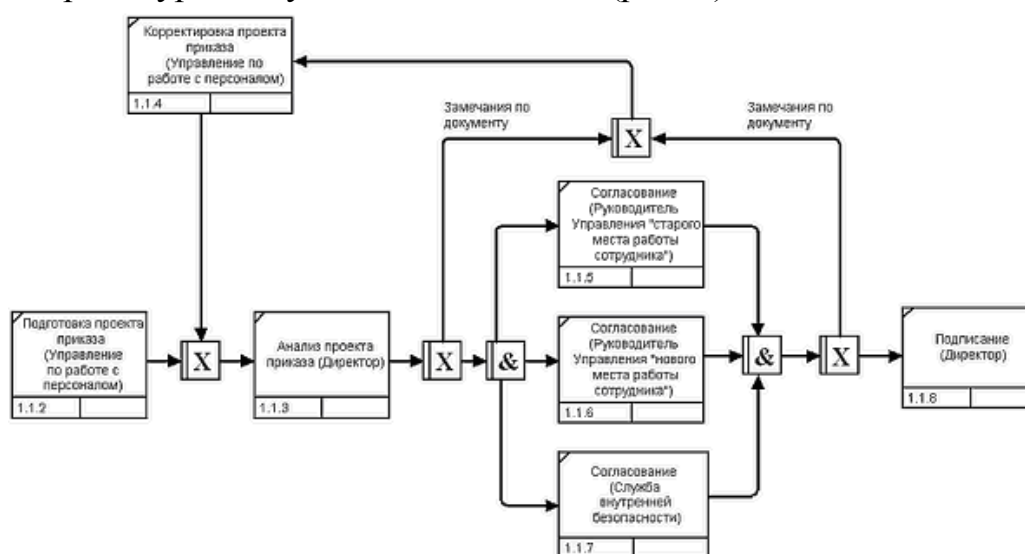 Корректировка проекта
приказа
(Управление по
работе с персоналом)
1.1.4
Замечания по
документу
Замечания по
документу
X
Согласование
(Руководитель
Управления "старого
места работы
сотрудника")
1.1.5
Подготовка проекта
приказа
(Управление
по работе с
персоналом)
1.1.2
X
Анализ проекта
приказа (Директор)
1.1.3
X
&
Согласование
(Руководитель
Управления "нового
места работы
сотрудника")
1.1.6
&
X
Подписание
(Директор)
1.1.8
Согласование
(Служба
внутренней
безопасности)
1.1.7